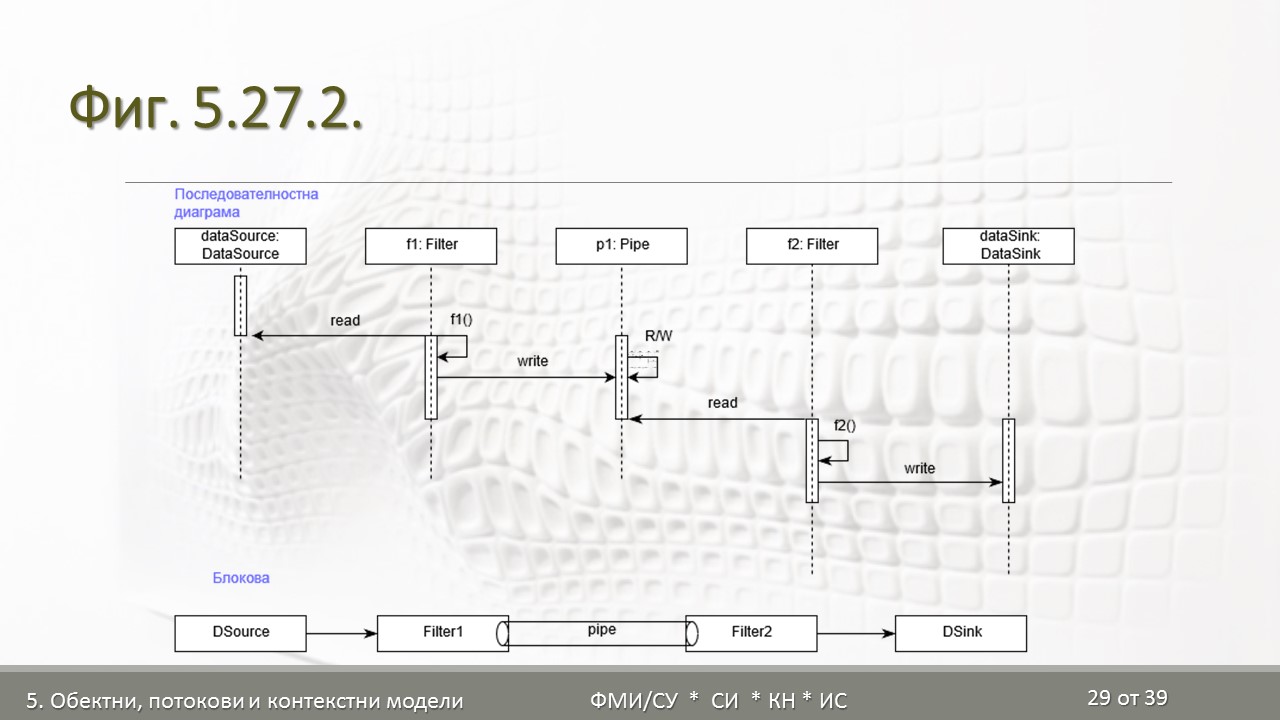 Фиг. 5.27.2.
Последователностна
диаграма
dataSource:
DataSource
f1: Filter
p1: Pipe
f2: Filter
dataSink:
DataSink
read
f1()
write
R/W
read
f2()
write
Блокова
DSource
Filter1
pipe
Filter2
DSink
5. Обектни, потокови и контекстни модели
ФМИ/СУ * СИ * КН * ИС
29 от 39